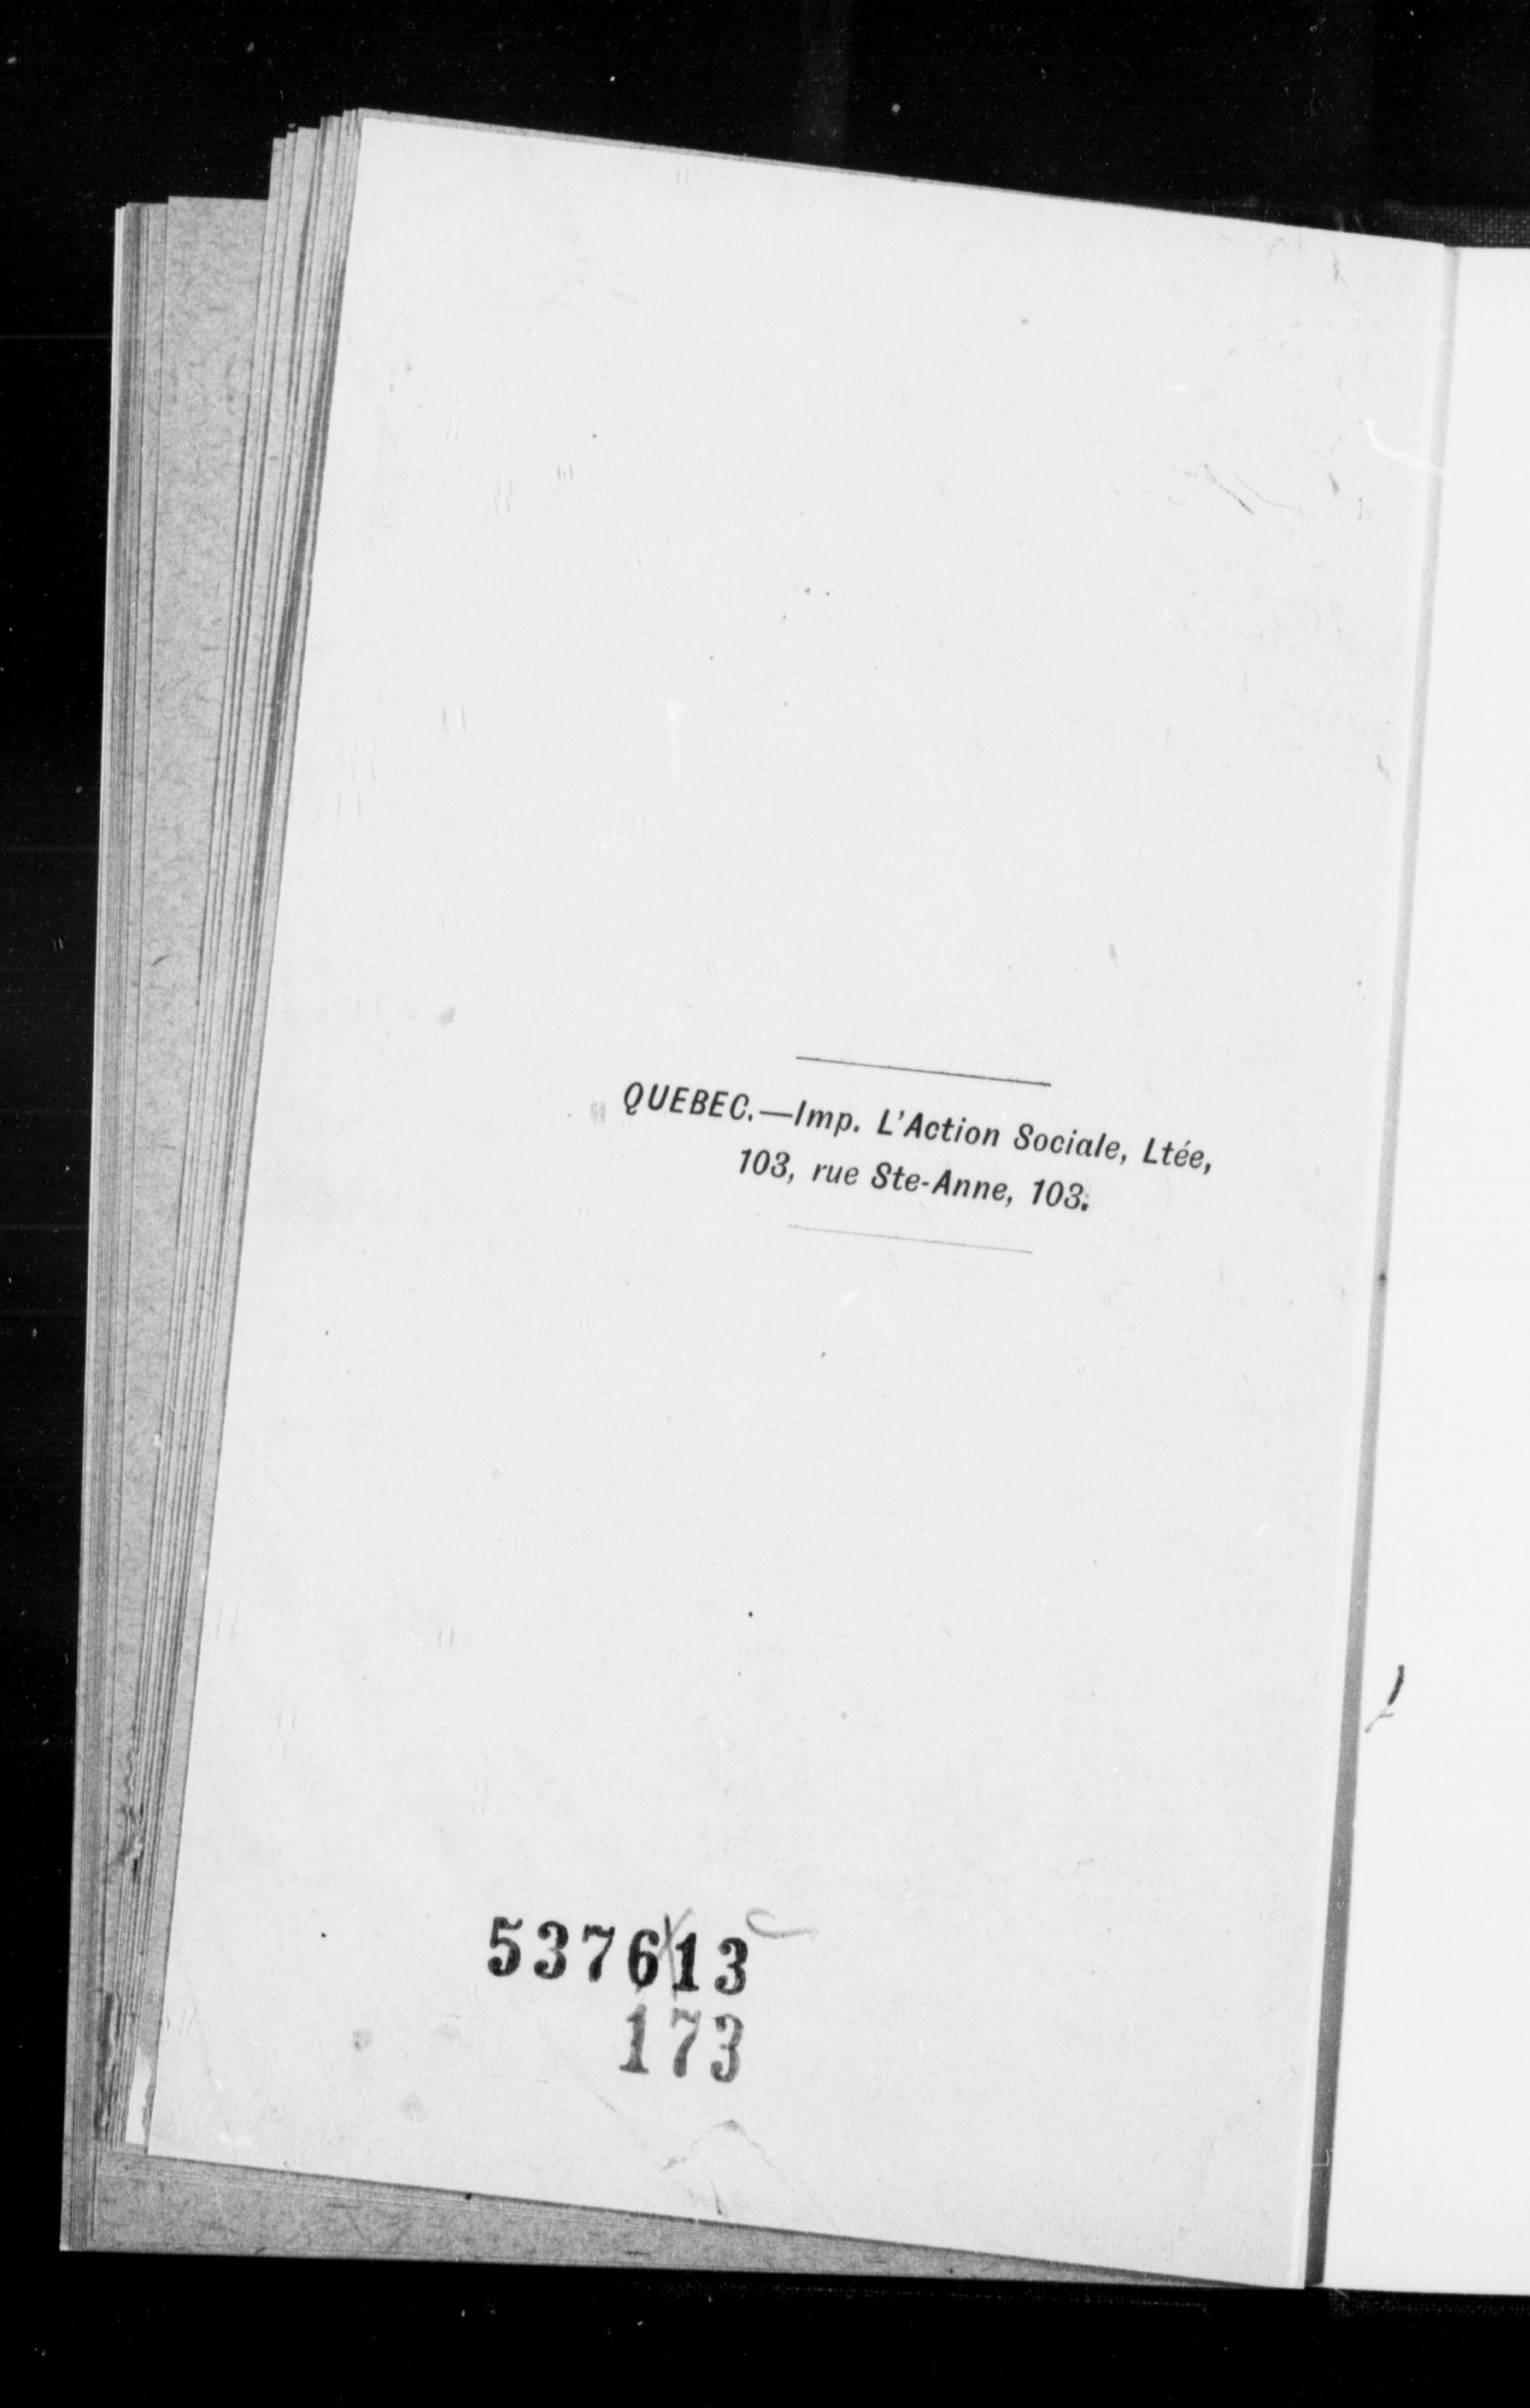 QUEBEC.—Imp. L'Action Sociale, Ltée,
103, rue Ste-Anne, 103.
537613
173